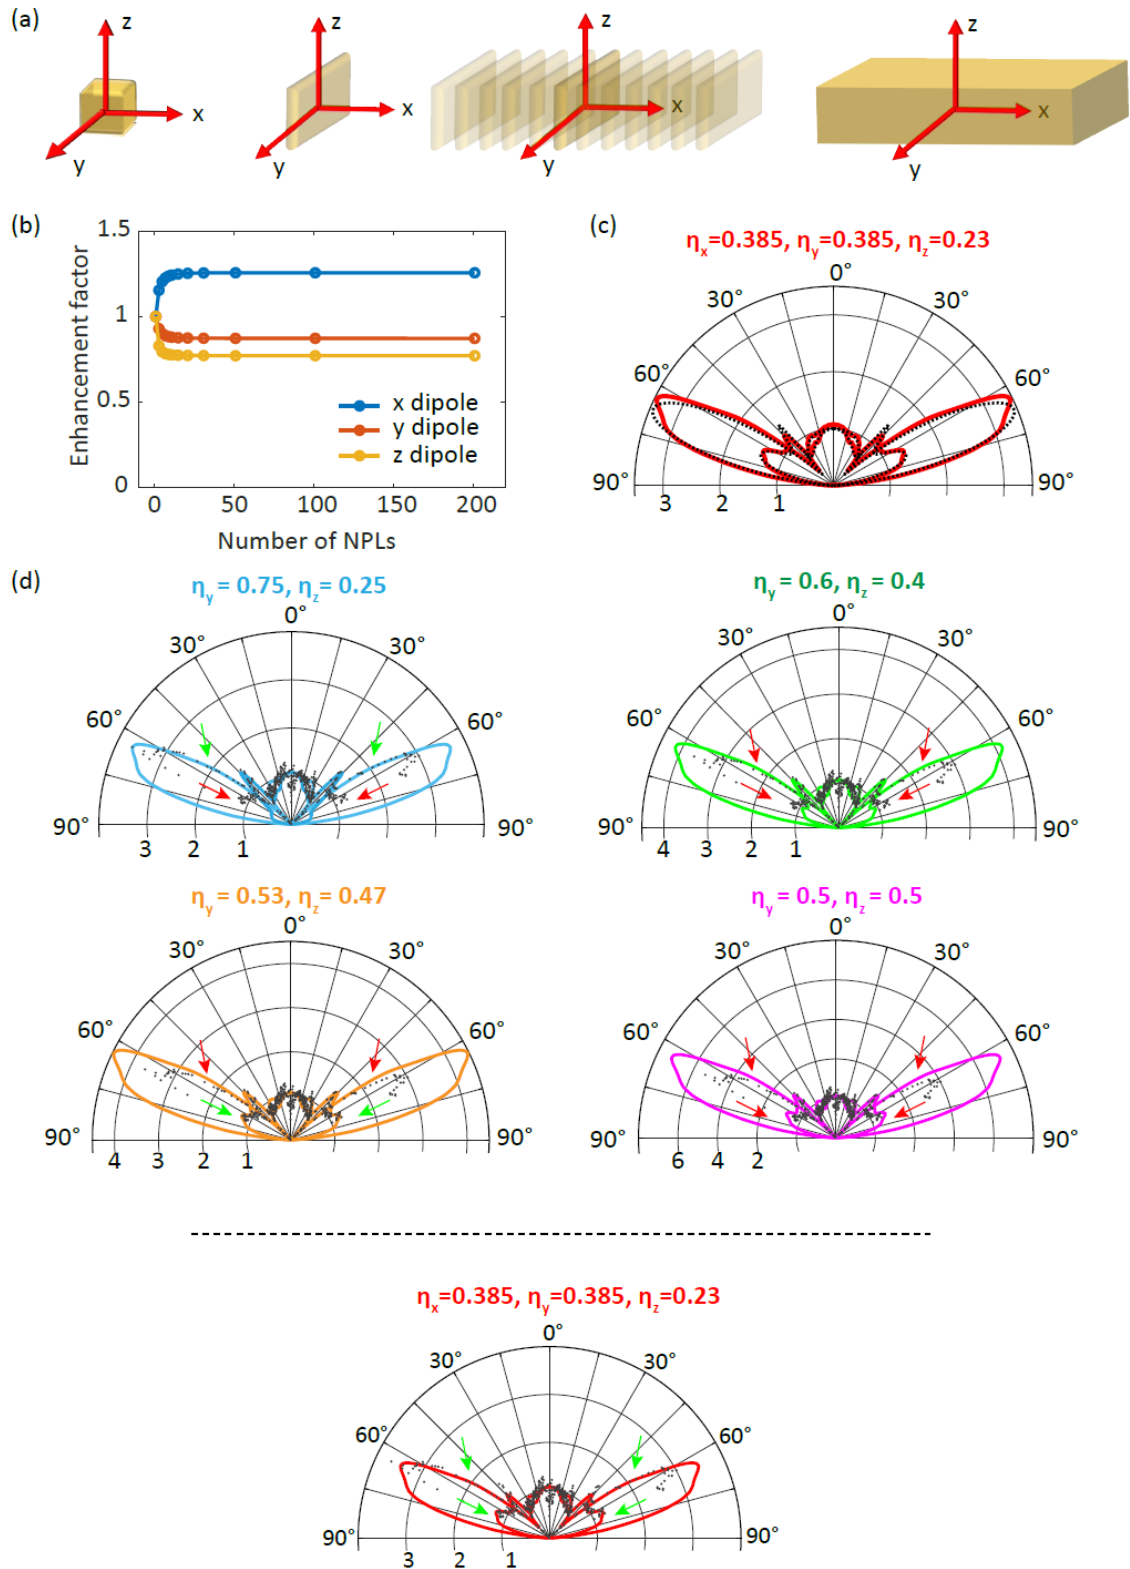 (a)
z
x
y
z
x
y
z
x
y
z
x
y
(b)
1.5
1
0.5
0
Enhancement factor
x dipole
y dipole
z dipole
0 50 100 150 200
Number of NPLs
(c)
ηx=0.385, ηy=0.385, ηz=0.23
0°
30° 30°
60° 60°
90° 90°
3 2 1
(d)
ηy = 0.75, ηz= 0.25
0°
30° 30°
60° 60°
90° 90°
3 2 1
ηy = 0.6, ηz= 0.4
0°
30° 30°
60° 60°
90° 90°
4 3 2 1
ηy = 0.53, ηz= 0.47
0°
30° 30°
60° 60°
90° 90°
4 3 2 1
ηy = 0.5, ηz= 0.5
0°
30° 30°
60° 60°
90° 90°
6 4 2
ηx=0.385, ηy=0.385, ηz=0.23
0°
30° 30°
60° 60°
90° 90°
3 2 1